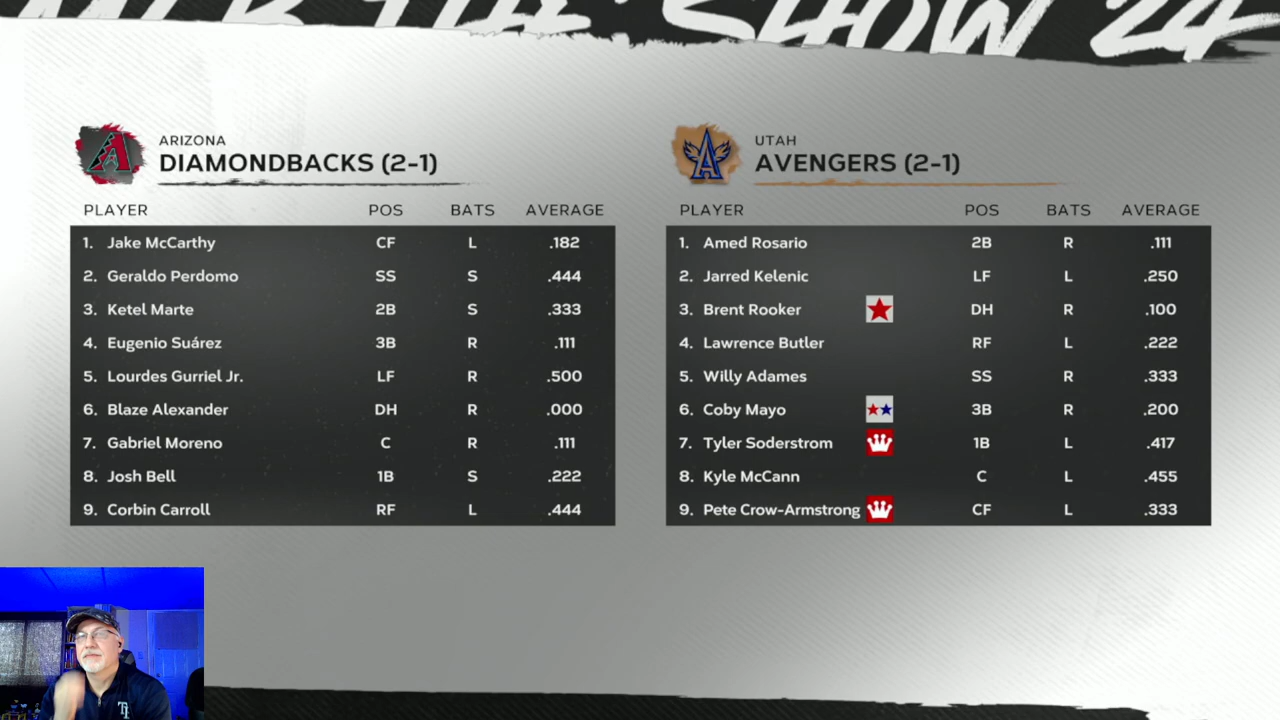 MLB THE SHOW 24
ARIZONA
DIAMONDBACKS (2-1)
PLAYER POS BATS AVERAGE
1. Jake McCarthy CF L .182
2. Geraldo Perdomo SS S .444
3. Ketel Marte 2B S .333
4. Eugenio Suárez 3B R .111
5. Lourdes Gurriel Jr. LF R .500
6. Blaze Alexander DH R .000
7. Gabriel Moreno C R .111
8. Josh Bell 1B S .222
9. Corbin Carroll RF L .444
UTAH
AVENGERS (2-1)
PLAYER POS BATS AVERAGE
1. Amed Rosario 2B R .111
2. Jarred Kelenic LF L .250
3. Brent Rooker DH R .100
4. Lawrence Butler RF L .222
5. Willy Adames SS R .333
6. Coby Mayo 3B R .200
7. Tyler Soderstrom 1B L .417
8. Kyle McCann C L .455
9. Pete Crow-Armstrong CF L .333
A
A